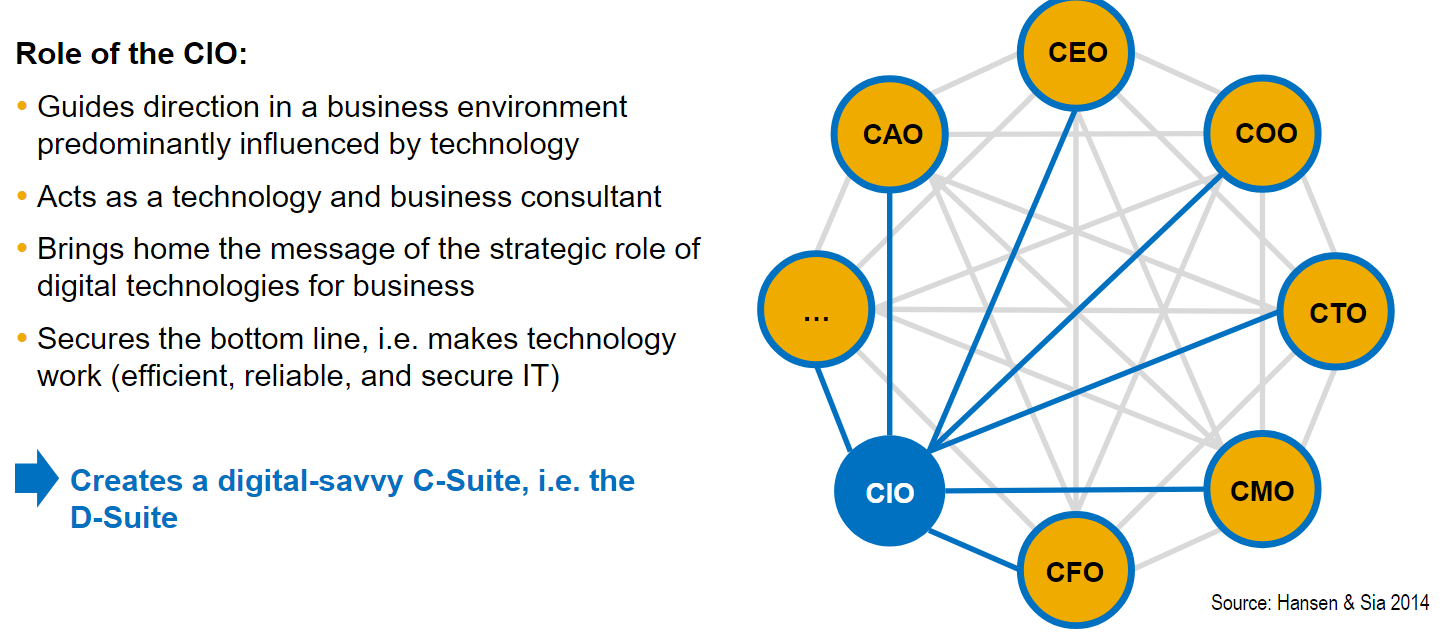 Role of the CIO:
• Guides direction in a business environment
predominantly influenced by technology
• Acts as a technology and business consultant
• Brings home the message of the strategic role of
digital technologies for business
• Secures the bottom line, i.e. makes technology
work (efficient, reliable, and secure IT)
Creates a digital-savvy C-Suite, i.e. the
D-Suite
CEO
CAO
COO
...
CTO
CIO
CMO
CFO
Source: Hansen & Sia 2014